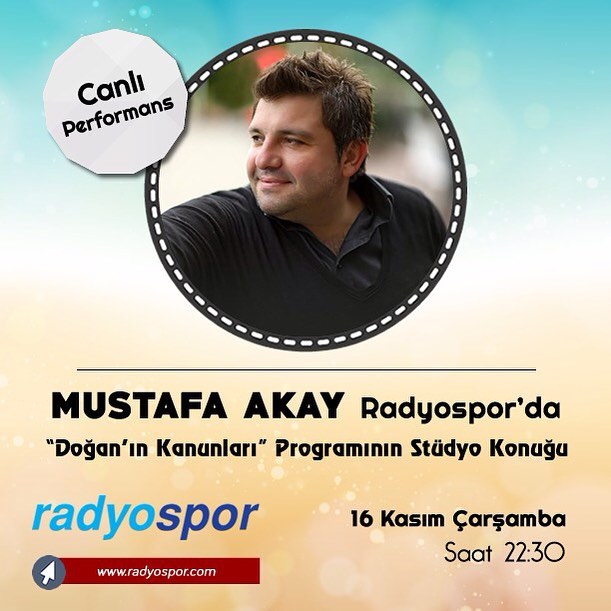 Canlı
Performans
MUSTAFA AKAY Radyospor’da
“Doğan’ın Kanunları” Programının Stüdyo Konuğu
radyospor
16 Kasım Çarşamba
Saat 22:30
www.radyospor.com